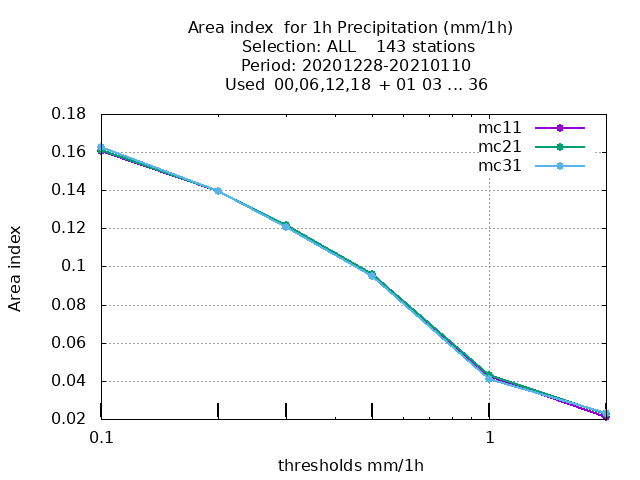 Area index  for 1h Precipitation (mm/1h)
Selection: ALL    143 stations
Period: 20201228-20210110
Used  00,06,12,18  + 01 03 ... 36
mc11
mc21
mc31
0.18
0.16
0.14
0.12
0.1
0.08
0.06
0.04
0.02
Area index
0.1
1
thresholds mm/1h